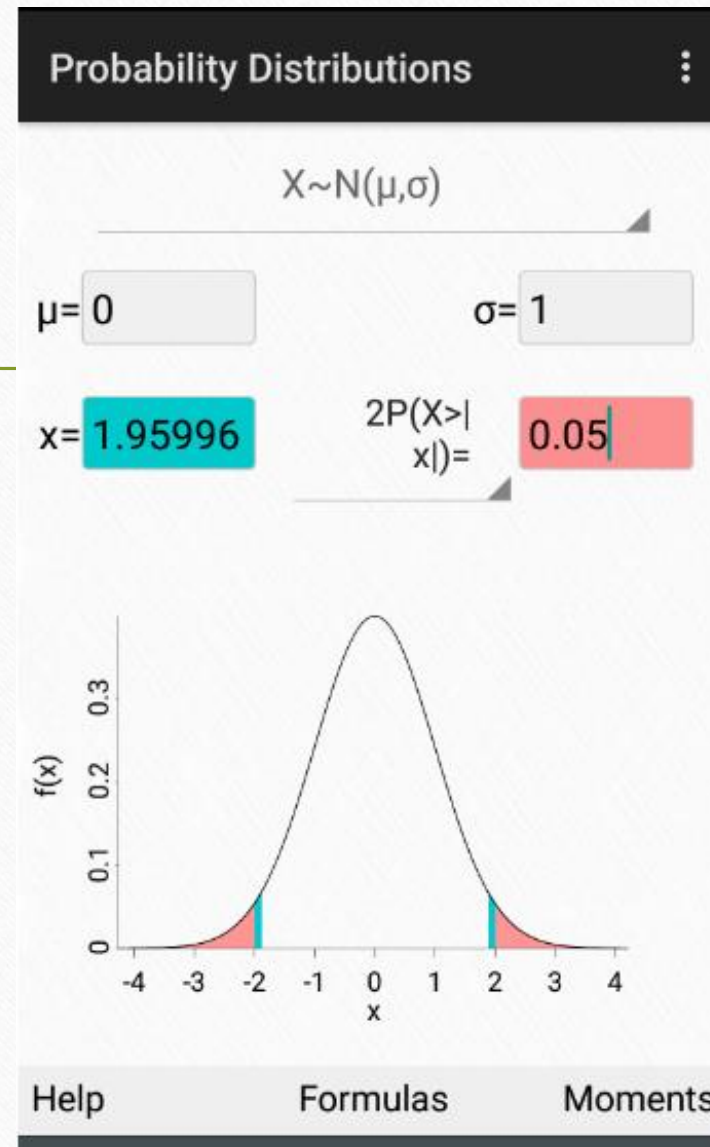 Probability Distributions
X~N(μ,σ)
μ= 0
σ= 1
x= 1.95996
2P(X>|
x|)=
0.05
f(x)
0.3
0.2
0.1
0
-4 -3 -2 -1 0 1 2 3 4
x
Help Formulas Moments